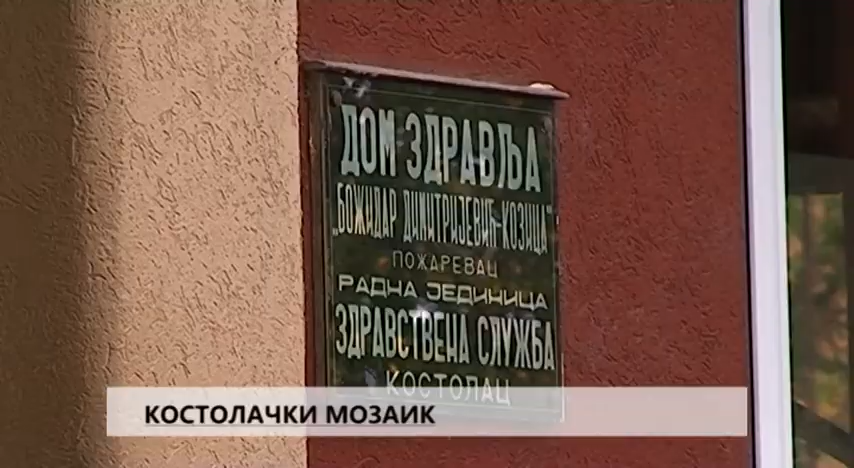 ДОМ ЗДРАВЉА
„БОЖИДАР ДИМИТРИЈЕВИЋ-КОЗИЦА"
ПОЖАРЕВАЦ
РАДНА ЈЕДИНИЦА
ЗДРАВСТВЕНА СЛУЖБА
КОСТОЛАЦ
КОСТОЛАЧКИ МОЗАИК